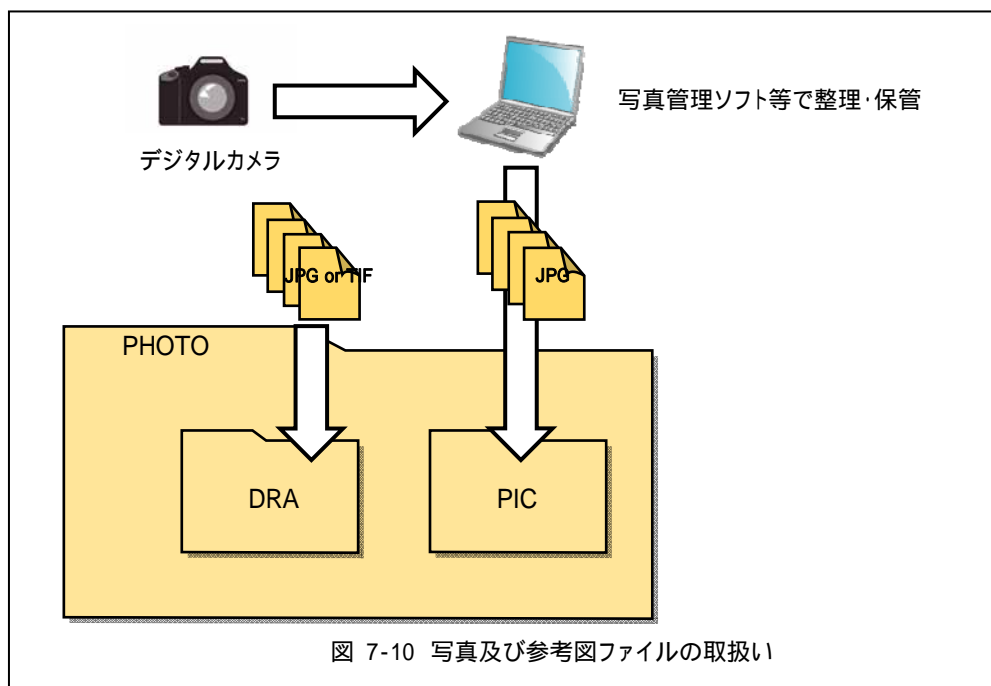 写真管理ソフト等で整理・保管
デジタルカメラ
JPG or TIF
JPG
PHOTO
DRA
PIC
図 7-10 写真及び参考図ファイルの取扱い